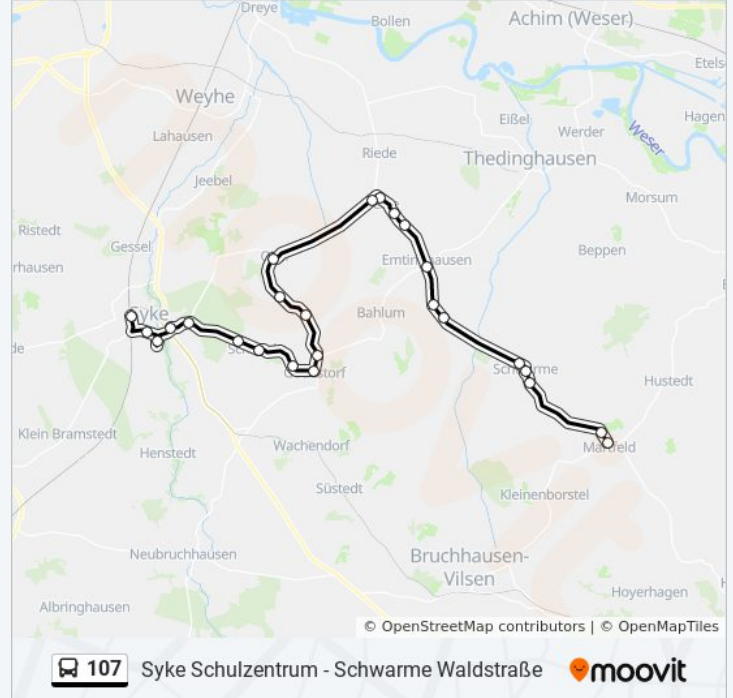 Dreye
Bollen
Achim (Weser)
Etels
Weyhe
Hagen
Eißel
Lahausen
Werder
Weser
Riede
Thedinghausen
Jeebel
Morsum
Ristedt
Gessel
Beppen
rhausen
Emtinghausen
Syke
Bahlum
de
Schwarme
Hustedt
Klein Bramstedt
Martfeld
Wachendorf
Henstedt
Süstedt
Kleinenborstel
Neubruchhausen
Bruchhausen-
Vilsen
Hoyerhagen
Albringhausen
© OpenStreetMap contributors | © OpenMapTiles
107 Syke Schulzentrum - Schwarme Waldstraße moovit